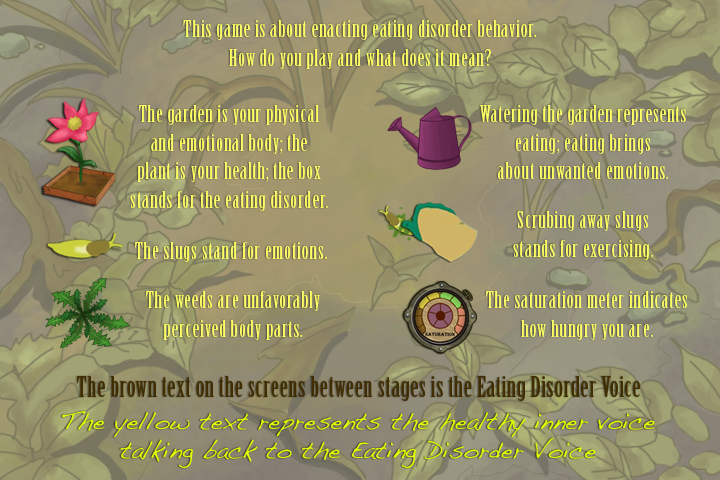 This game is about enacting eating disorder behavior.
How do you play and what does it mean?
The garden is your physical
and emotional body; the
plant is your health; the box
stands for the eating disorder.
The slugs stand for emotions.
The weeds are unfavorably
perceived body parts.
Watering the garden represents
eating; eating brings
about unwanted emotions.
Scrubing away slugs
stands for exercising.
SATURATION
The saturation meter indicates
how hungry you are.
The brown text on the screens between stages is the Eating Disorder Voice
The yellow text represents the healthy inner voice
talking back to the Eating Disorder Voice